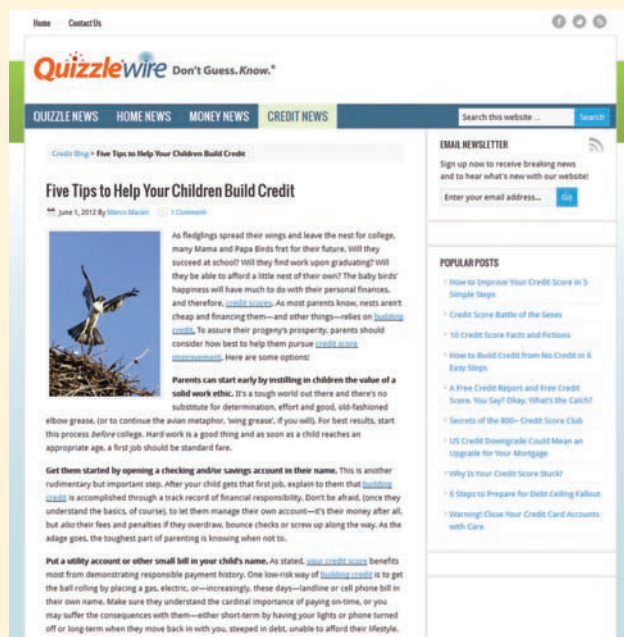 Home Contact Us
Quizzlewire Don't Guess. Know.®
QUIZZLE NEWS HOME NEWS MONEY NEWS CREDIT NEWS
Search this website ... Search
Credit Blog » Five Tips to Help Your Children Build Credit
Five Tips to Help Your Children Build Credit
June 1, 2012 By Marco Maceri 1 Comment
As fledglings spread their wings and leave the nest for college,
many Mama and Papa Birds fret for their future. Will they
succeed at school? Will they find work upon graduating? Will
they be able to afford a little nest of their own? The baby birds'
happiness will have much to do with their personal finances,
and therefore, credit scores. As most parents know, nests aren't
cheap and financing them—and other things—relies on building
credit. To assure their progeny's prosperity, parents should
consider how best to help them pursue credit score
improvement. Here are some options:
Parents can start early by instilling in children the value of a
solid work ethic. It's a tough world out there and there's no
substitute for determination, effort and good, old-fashioned
elbow grease, (or to continue the avian metaphor, 'wing grease', if you will). For best results, start
this process before college. Hard work is a good thing and as soon as a child reaches an
appropriate age, a first job should be standard fare.
Get them started by opening a checking and/or savings account in their name. This is another
rudimentary but important step. After your child gets that first job, explain to them that building
credit is accomplished through a track record of financial responsibility. Don't be afraid, (once they
understand the basics, of course), to let them manage their own account—it's their money after all,
but also their fees and penalties if they overdraw, bounce checks or screw up along the way. As the
adage goes, the toughest part of parenting is knowing when not to.
Put a utility account or other small bill in your child's name. As stated, your credit score benefits
most from demonstrating responsible payment history. One low-risk way of building credit is to get
the ball rolling by placing a gas, electric, or—increasingly, these days—landline or cell phone bill in
their own name. Make sure they understand the cardinal importance of paying on-time, or you
may suffer the consequences with them—either short-term by having your lights or phone turned
off or long-term when they move back in with you, steeped in debt, unable to afford their lifestyle.
EMAIL NEWSLETTER
Sign up now to receive breaking news
and to hear what's new with our website!
Enter your email address... Go
POPULAR POSTS
How to Improve Your Credit Score in 5
Simple Steps
Credit Score Battle of the Sexes
10 Credit Score Facts and Fictions
How to Build Credit from No Credit in 6
Easy Steps
A Free Credit Report and Free Credit
Score, You Say? Okay, What's the Catch?
Secrets of the 800+ Credit Score Club
US Credit Downgrade Could Mean an
Upgrade for Your Mortgage
Why Is Your Credit Score Stuck?
6 Steps to Prepare for Debt Ceiling Fallout
Warning! Close Your Credit Card Accounts
with Care